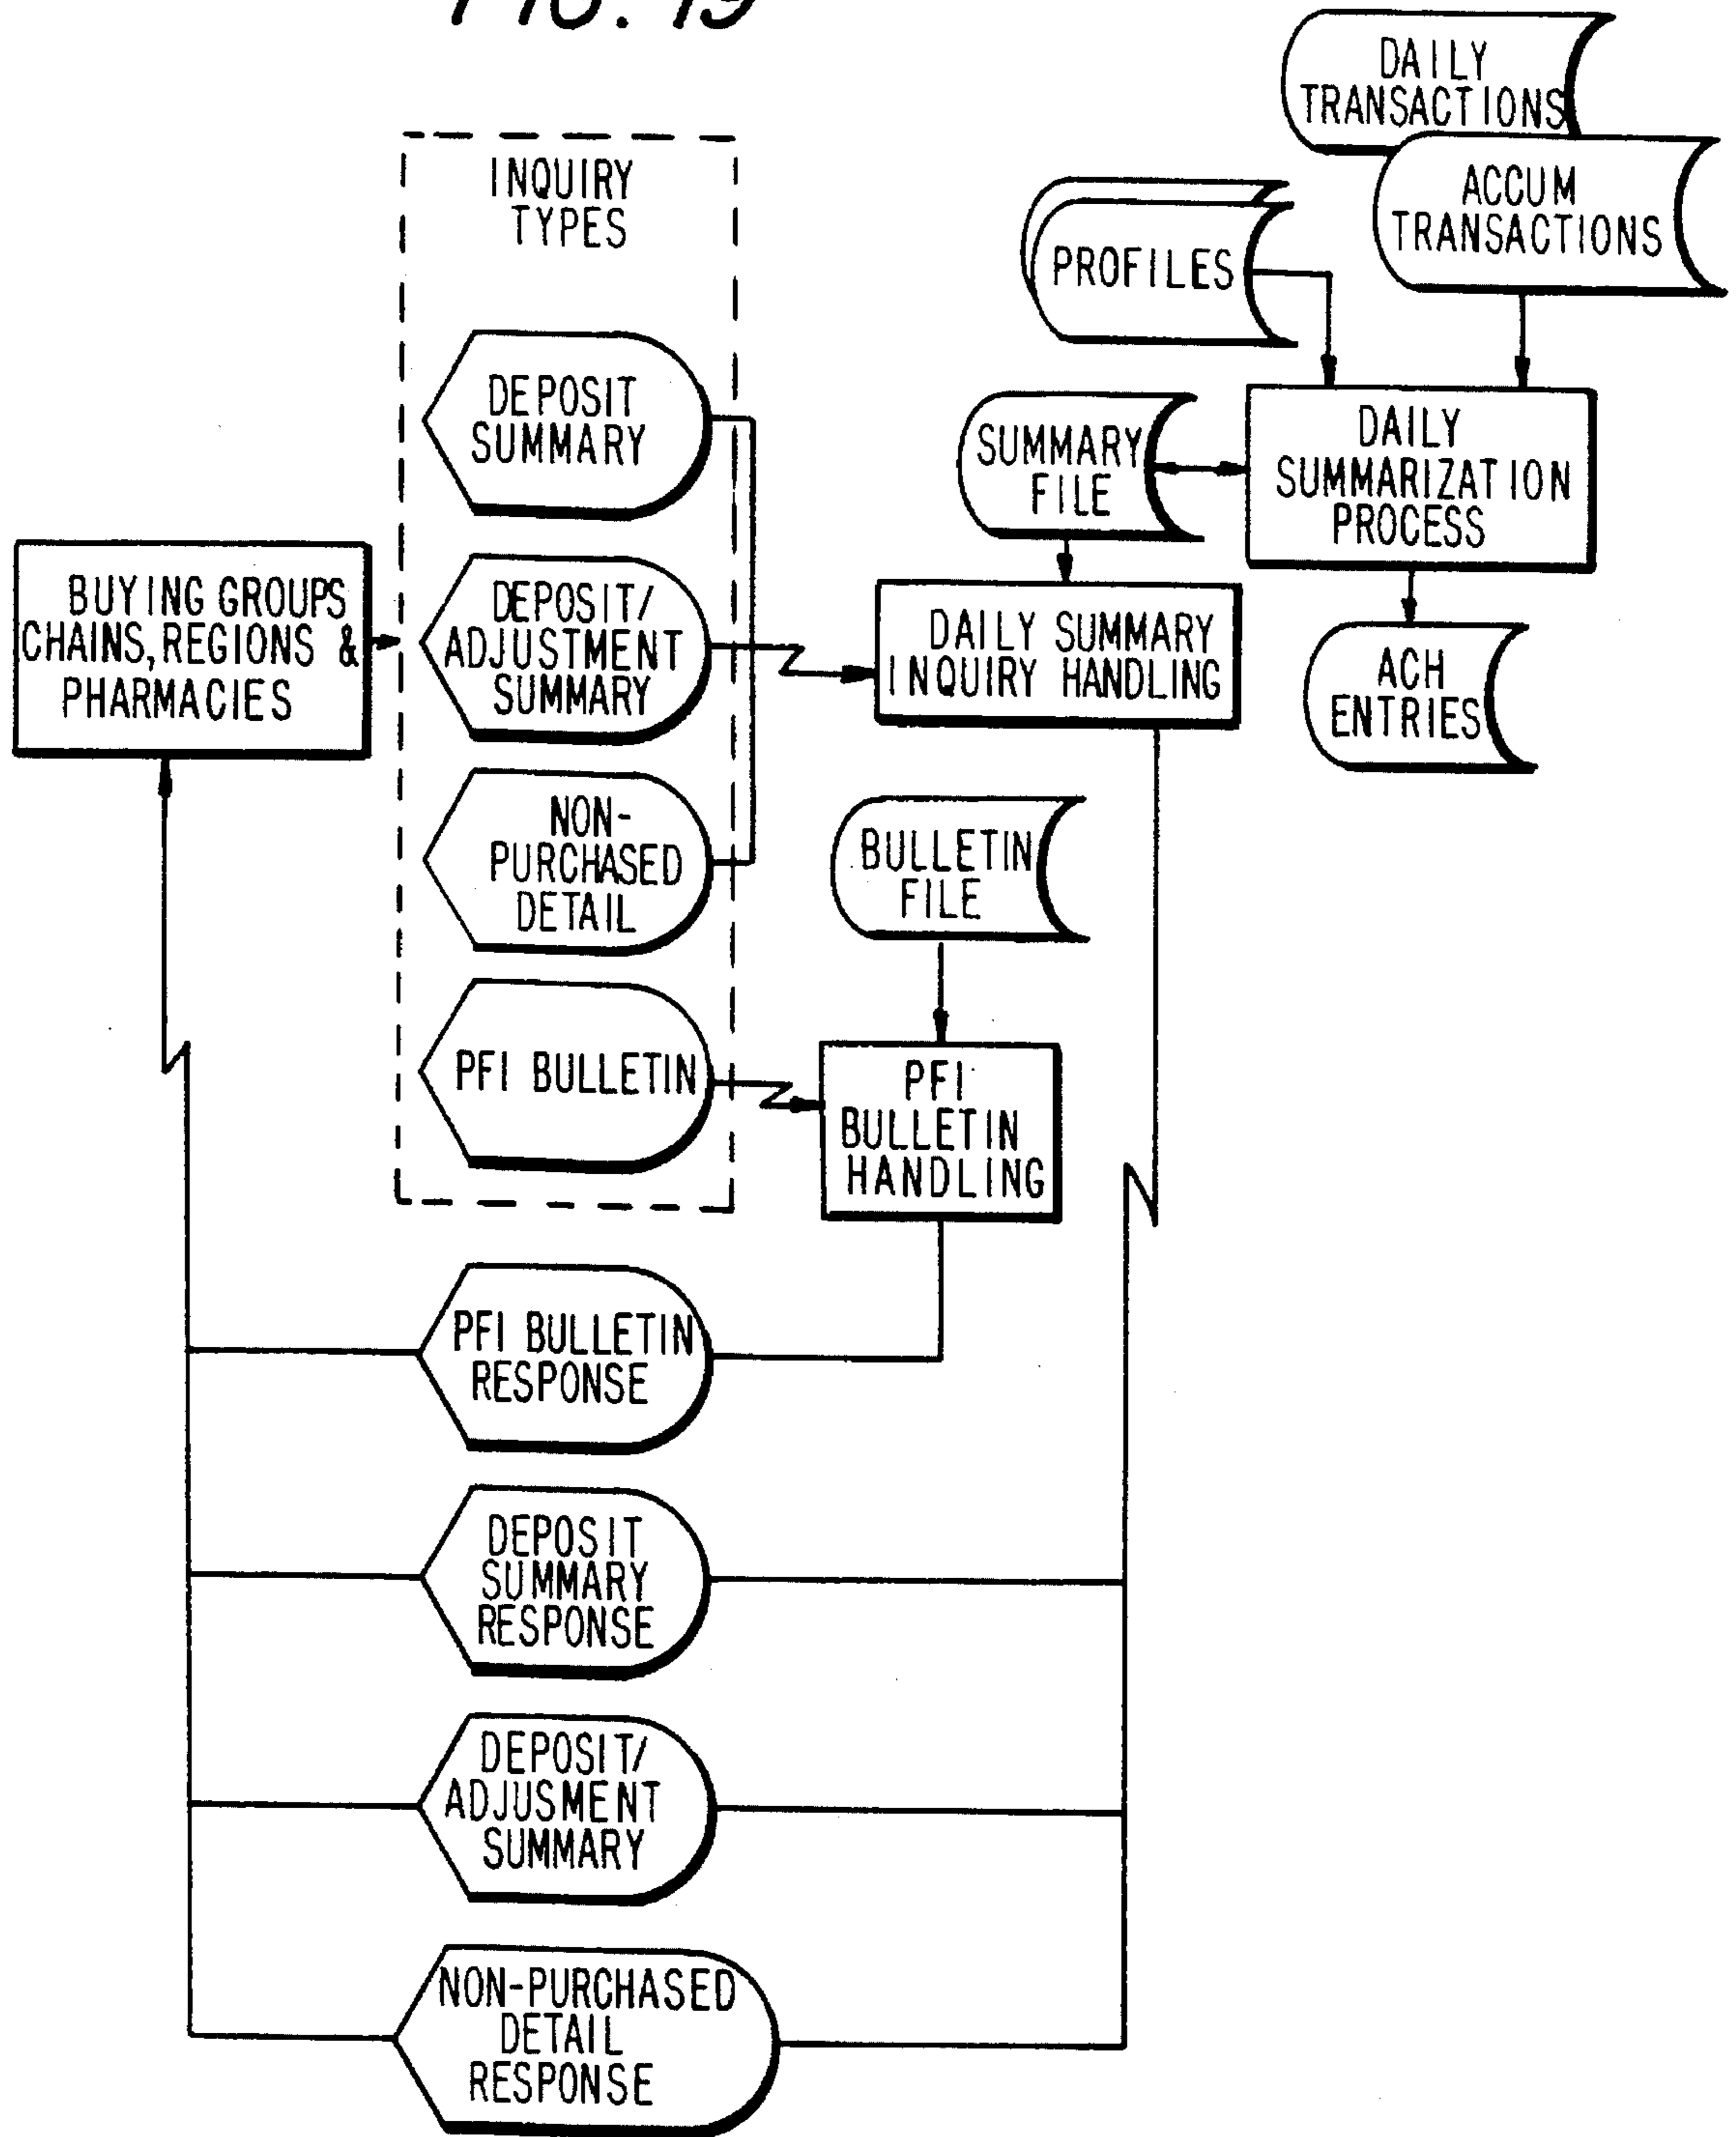 FIG. 19
DAILY
TRANSACTIONS
ACCUM
TRANSACTIONS
INQUIRY
TYPES
PROFILES
DEPOSIT
SUMMARY
SUMMARY
FILE
DAILY
SUMMARIZATION
PROCESS
BUYING GROUPS
CHAINS, REGIONS &
PHARMACIES
DEPOSIT/
ADJUSTMENT
SUMMARY
DAILY SUMMARY
INQUIRY HANDLING
ACH
ENTRIES
NON-
PURCHASED
DETAIL
BULLETIN
FILE
PFI BULLETIN
PFI
BULLETIN
HANDLING
PFI BULLETIN
RESPONSE
DEPOSIT
SUMMARY
RESPONSE
DEPOSIT/
ADJUSMENT
SUMMARY
NON-PURCHASED
DETAIL
RESPONSE